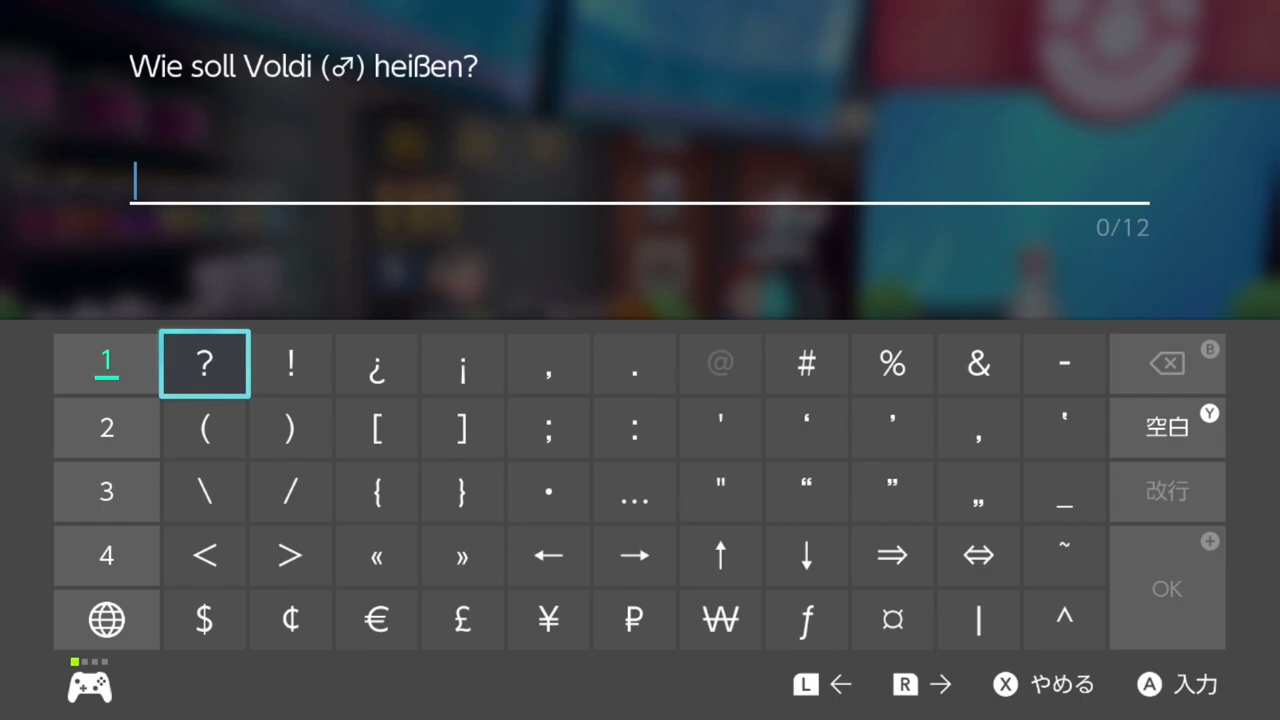 Wie soll Voldi (♂) heißen?
0/12
1 ? ! ¿ ¡ , . @ # % & - B
2 ( ) [ ] ; : ' ‘ ’ ‚ ‛ 空白 Y
3 \ / { } • … " “ ” „ _ 改行
4 < > « » ← → ↑ ↓ ⇒ ⇔ ~ + OK
$ ¢ € £ ¥ ₽ ₩ ƒ ¤ | ^
L ← R → X やめる A 入力